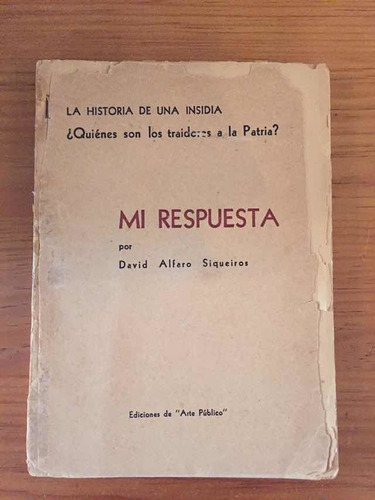 LA HISTORIA DE UNA INSIDIA
¿Quiénes son los traidores a la Patria?
MI RESPUESTA
por
David Alfaro Siqueiros
Ediciones de "Arte Público"